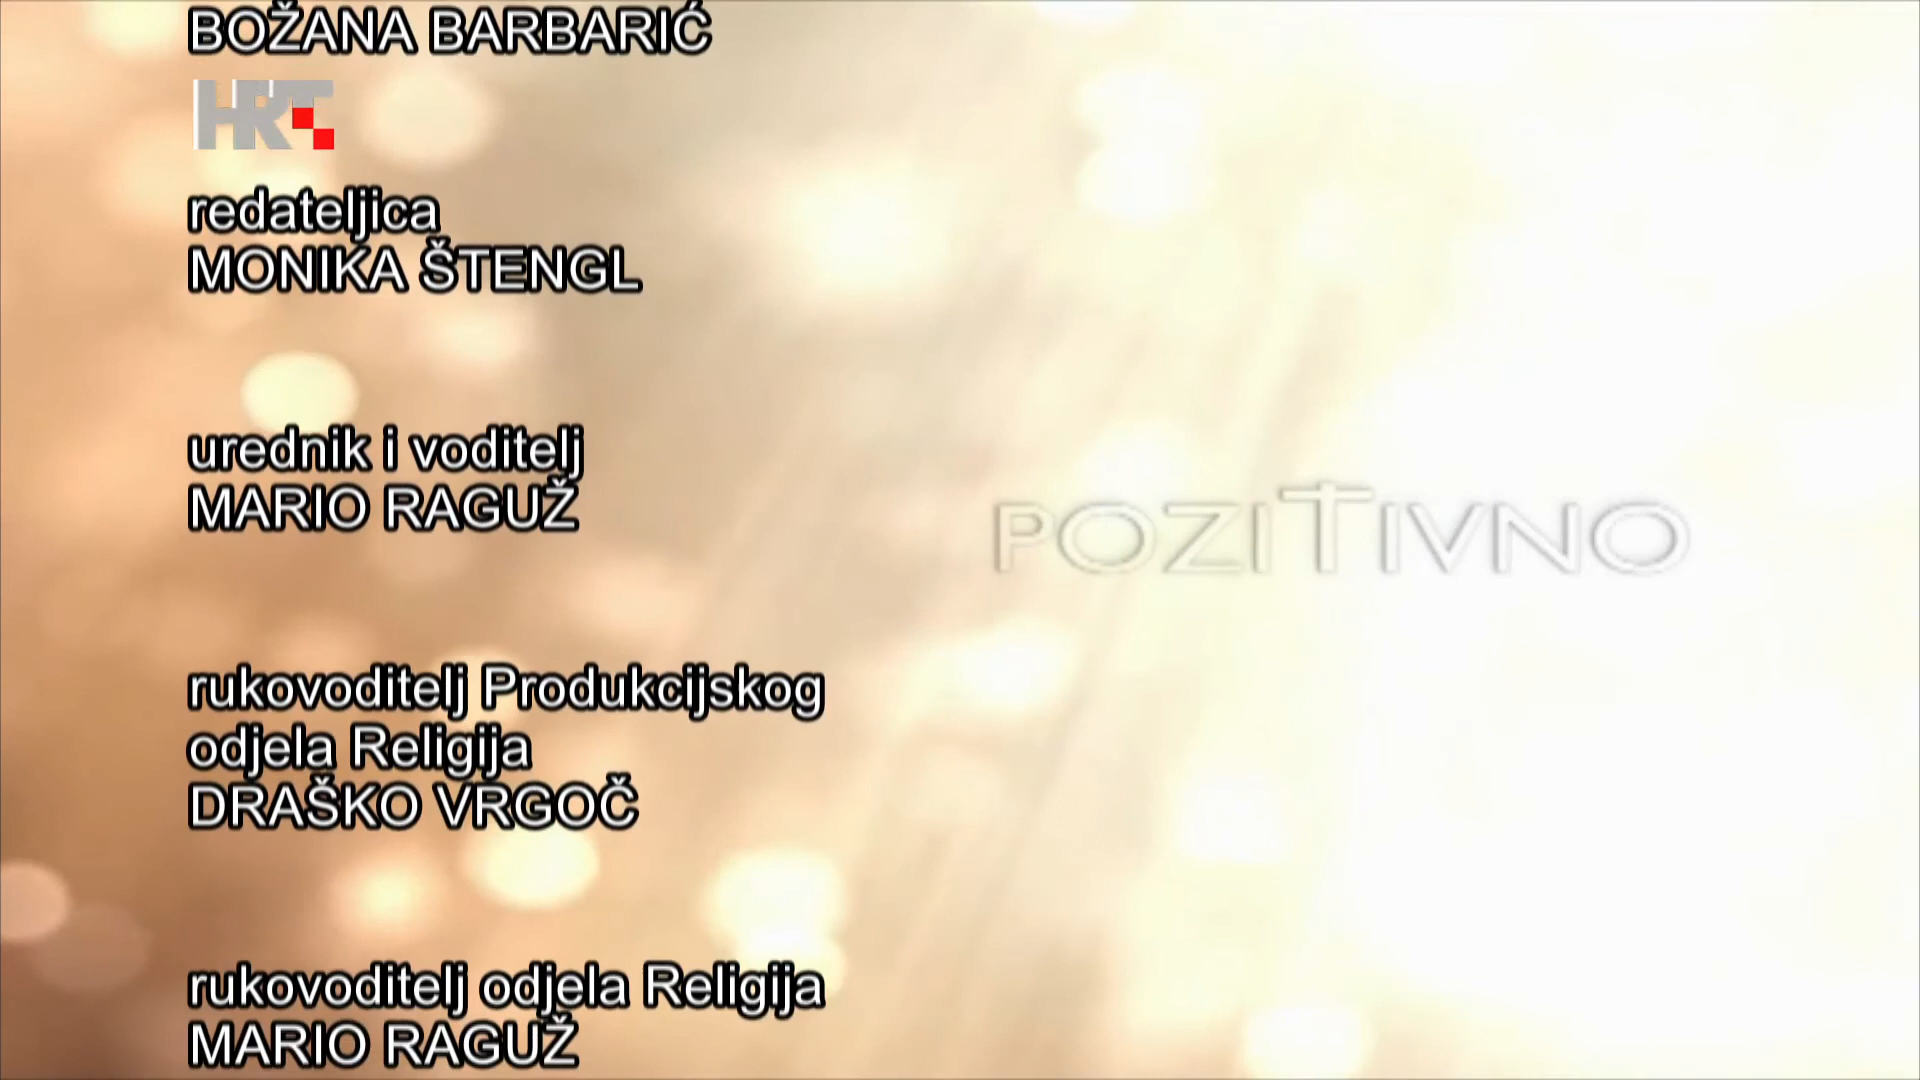 BOŽANA BARBARIĆ
HRT
redateljica
MONIKA ŠTENGL
urednik i voditelj
MARIO RAGUŽ
POZITIVNO
rukovoditelj Produkcijskog
odjela Religija
DRAŠKO VRGOČ
rukovoditelj odjela Religija
MARIO RAGUŽ